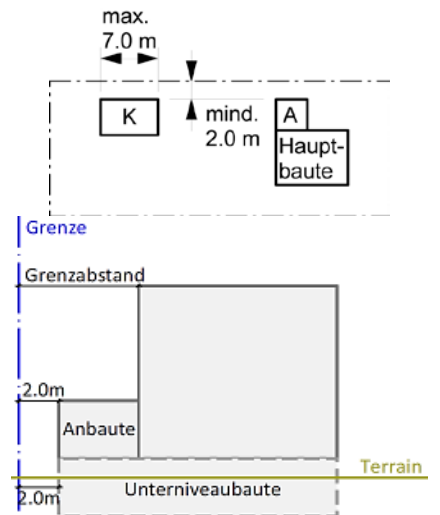 max.
7.0 m
K
mind.
2.0 m
A
Haupt-
baute
Grenze
Grenzabstand
2.0m
Anbaute
Terrain
2.0m
Unterniveaubaute